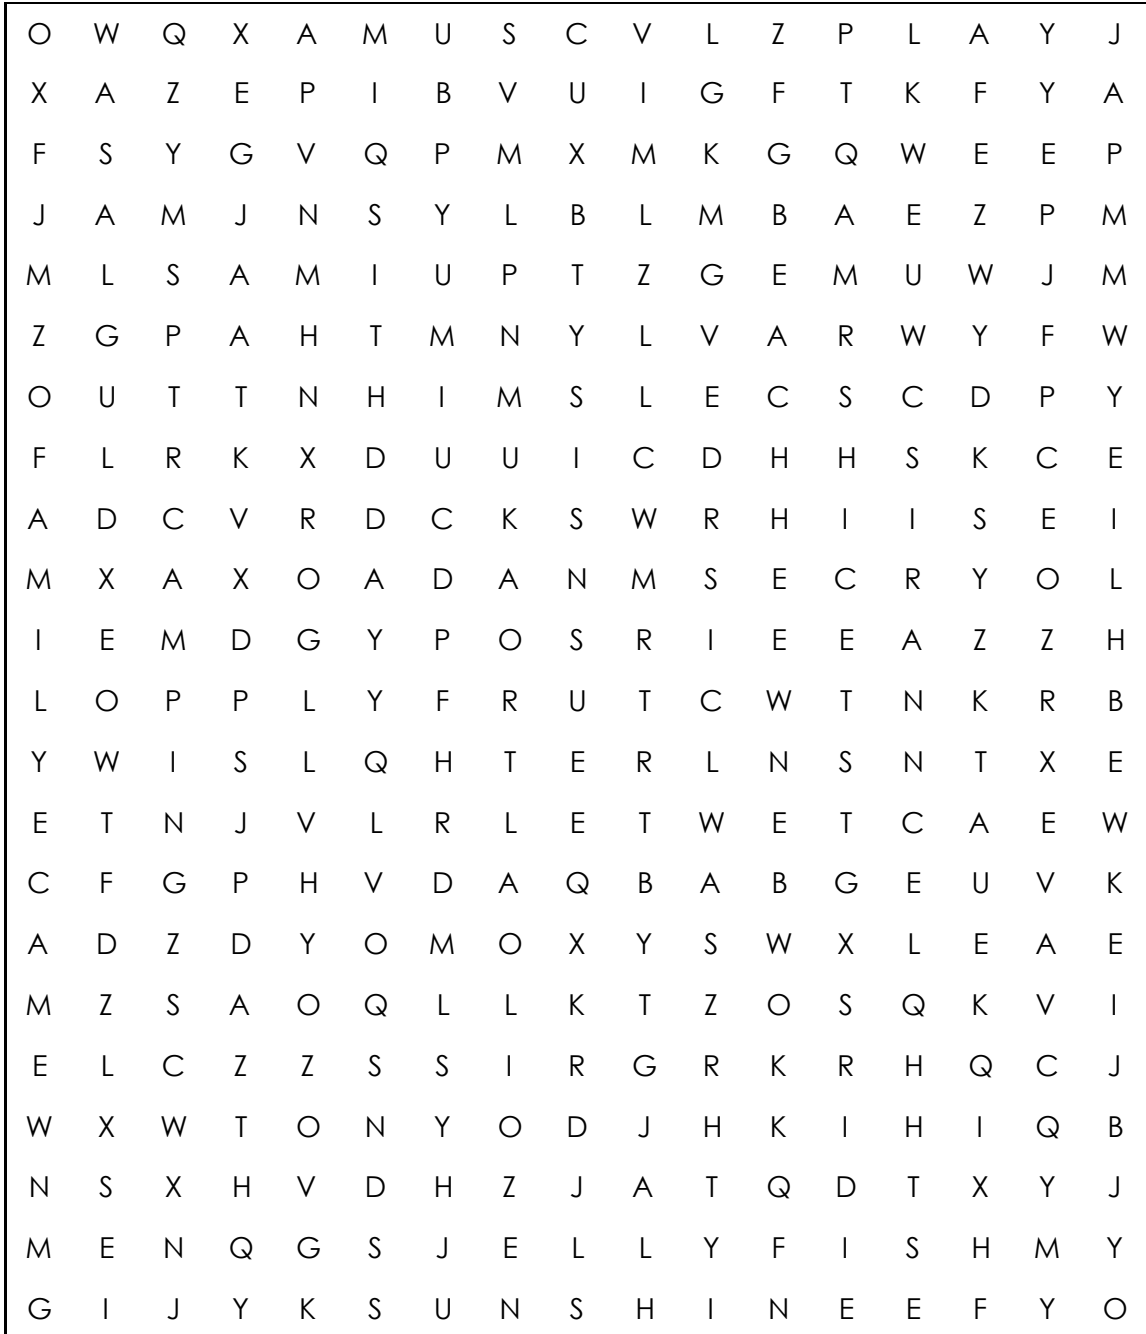 O W Q X A M U S C V L Z P L A Y J
X A Z E P I B V U I G F T K F Y A
F S Y G V Q P M X M K G Q W E E P
J A M J N S Y L B L M B A E Z P M
M L S A M I U P T Z G E M U W J M
Z G P A H T M N Y L V A R W Y F W
O U T T N H I M S L E C S C D P Y
F L R K X D U U I C D H H S K C E
A D C V R D C K S W R H I I S E I
M X A X O A D A N M S E C R Y O L
I E M D G Y P O S R I E E A Z Z H
L O P P L Y F R U T C W T N K R B
Y W I S L Q H T E R L N S N T X E
E T N J V L R L E T W E T C A E W
C F G P H V D A Q B A B G E U V K
A D Z D Y O M O X Y S W X L E A E
M Z S A O Q L L K T Z O S Q K V I
E L C Z Z S S I R G R K R H Q C J
W X W T O N Y O D J H K I H I Q B
N S X H V D H Z J A T Q D T X Y J
M E N Q G S J E L L Y F I S H M Y
G I J Y K S U N S H I N E E F Y O